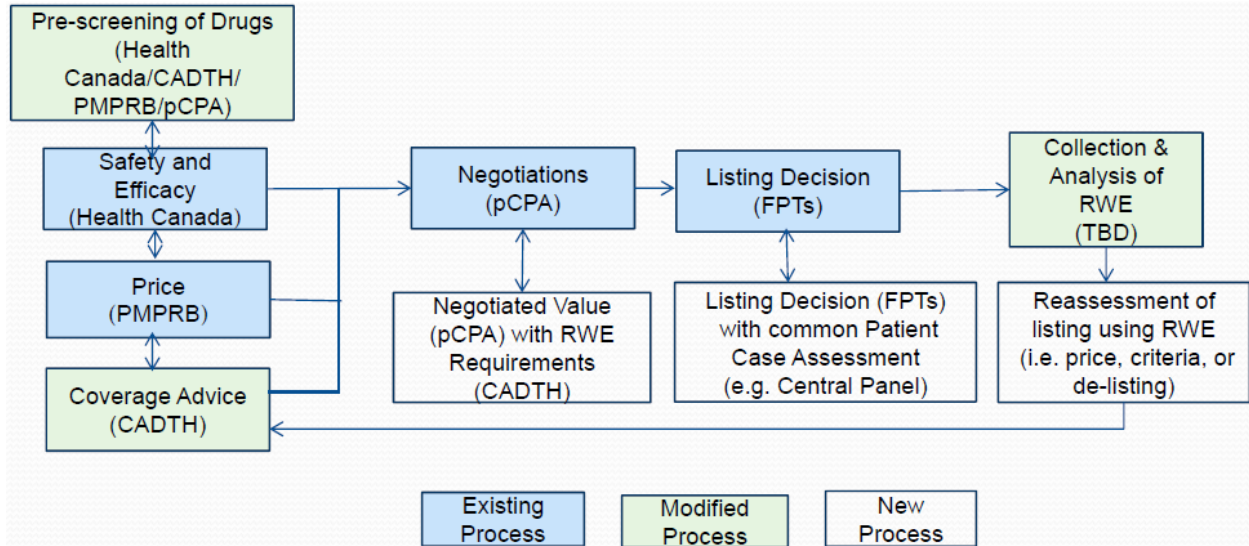 Pre-screening of Drugs
(Health
Canada/CADTH/
PMPRB/pCPA)
Safety and
Efficacy
(Health Canada)
Price
(PMPRB)
Coverage Advice
(CADTH)
Negotiations
(pCPA)
Negotiated Value
(pCPA) with RWE
Requirements
(CADTH)
Listing Decision
(FPTs)
Listing Decision (FPTs)
with common Patient
Case Assessment
(e.g. Central Panel)
Collection &
Analysis of
RWE
(TBD)
Reassessment of
listing using RWE
(i.e. price, criteria, or
de-listing)
Existing
Process
Modified
Process
New
Process